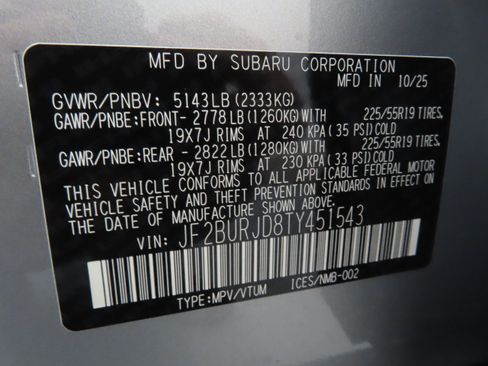 MFD BY SUBARU CORPORATION
MFD IN 10/25
GVWR/PNBV: 5143LB(2333KG)
GAWR/PNBE:FRONT- 2778LB(1260KG)WITH 225/55R19 TIRES,
19X7J RIMS AT 240 KPA(35 PSI)COLD
GAWR/PNBE:REAR - 2822LB(1280KG)WITH 225/55R19 TIRES,
19X7J RIMS AT 230 KPA(33 PSI)COLD
THIS VEHICLE CONFORMS TO ALL APPLICABLE FEDERAL MOTOR
VEHICLE SAFETY AND THEFT PREVENTION STANDARDS IN EFFECT
ON THE DATE OF MANUFACTURE SHOWN ABOVE.
VIN: JF2BURJD8TY451543
TYPE:MPV/VTUM ICES/NMB-002